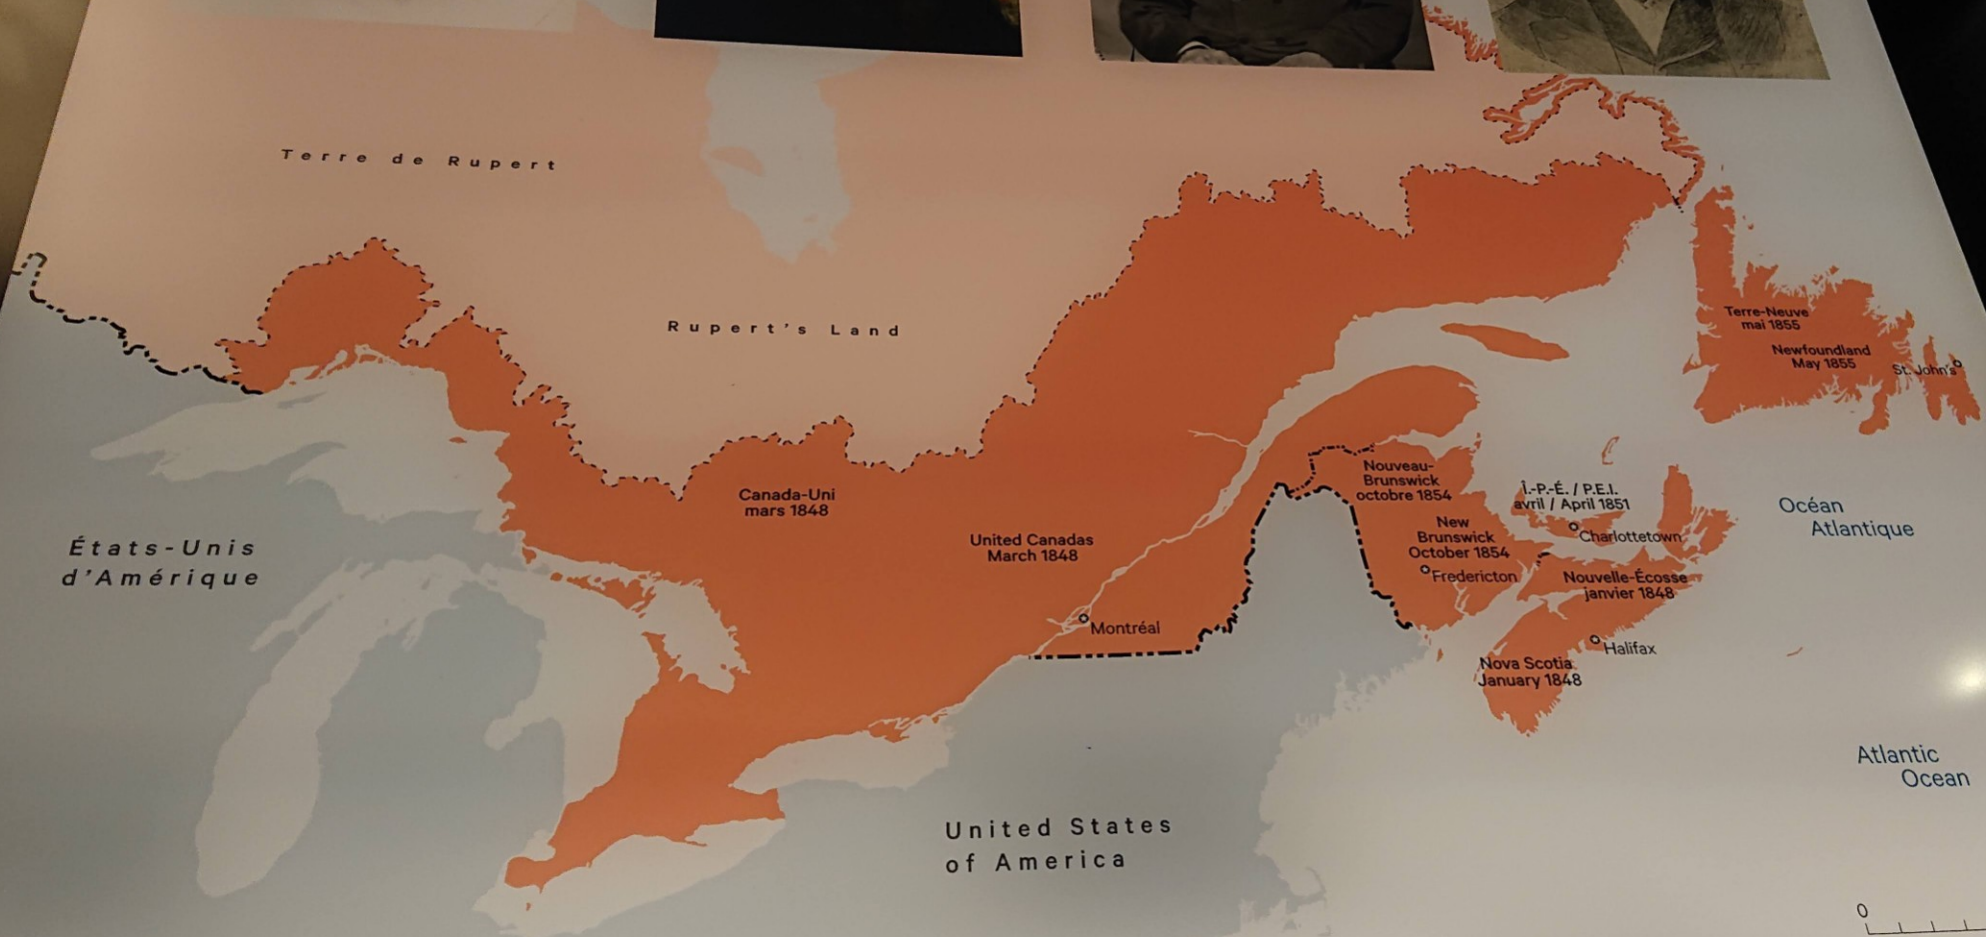 Terre de Rupert
Rupert's Land
Terre-Neuve
mai 1855
Newfoundland
May 1855
St. John's
Canada-Uni
mars 1848
United Canadas
March 1848
Nouveau-
Brunswick
octobre 1854
New
Brunswick
October 1854
Fredericton
Î.-P.-É. / P.E.I.
avril / April 1851
Charlottetown
Océan
Atlantique
États-Unis
d'Amérique
Nouvelle-Écosse
janvier 1848
Montréal
Halifax
Nova Scotia
January 1848
Atlantic
Ocean
United States
of America
0